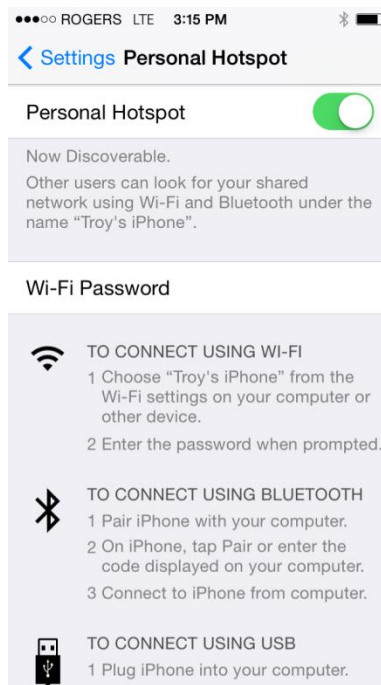 ROGERS LTE 3:15 PM
Settings Personal Hotspot
Personal Hotspot
Now Discoverable.
Other users can look for your shared
network using Wi-Fi and Bluetooth under the
name “Troy's iPhone”.
Wi-Fi Password
TO CONNECT USING WI-FI
1 Choose “Troy's iPhone” from the
Wi-Fi settings on your computer or
other device.
2 Enter the password when prompted.
TO CONNECT USING BLUETOOTH
1 Pair iPhone with your computer.
2 On iPhone, tap Pair or enter the
code displayed on your computer.
3 Connect to iPhone from computer.
TO CONNECT USING USB
1 Plug iPhone into your computer.